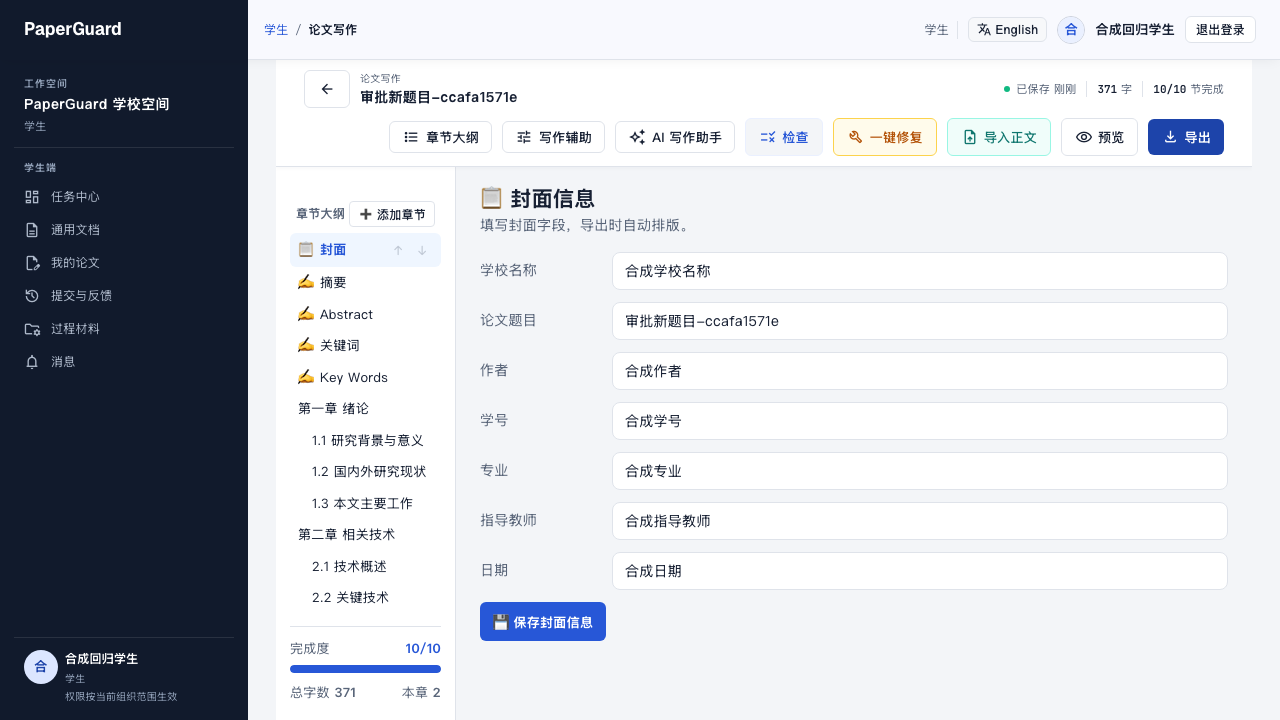 PaperGuard
工作空间
PaperGuard 学校空间
学生
学生端
任务中心
通用文档
我的论文
提交与反馈
过程材料
消息
合
合成回归学生
学生
权限按当前组织范围生效
学生 / 论文写作
学生
English
合
合成回归学生
退出登录
论文写作
审批新题目-ccafa1571e
已保存 刚刚
371 字
10/10 节完成
章节大纲
写作辅助
AI 写作助手
检查
一键修复
导入正文
预览
导出
章节大纲
添加章节
封面
摘要
Abstract
关键词
Key Words
第一章 绪论
1.1 研究背景与意义
1.2 国内外研究现状
1.3 本文主要工作
第二章 相关技术
2.1 技术概述
2.2 关键技术
完成度 10/10
总字数 371 本章 2
封面信息
填写封面字段，导出时自动排版。
学校名称 合成学校名称
论文题目 审批新题目-ccafa1571e
作者 合成作者
学号 合成学号
专业 合成专业
指导教师 合成指导教师
日期 合成日期
保存封面信息